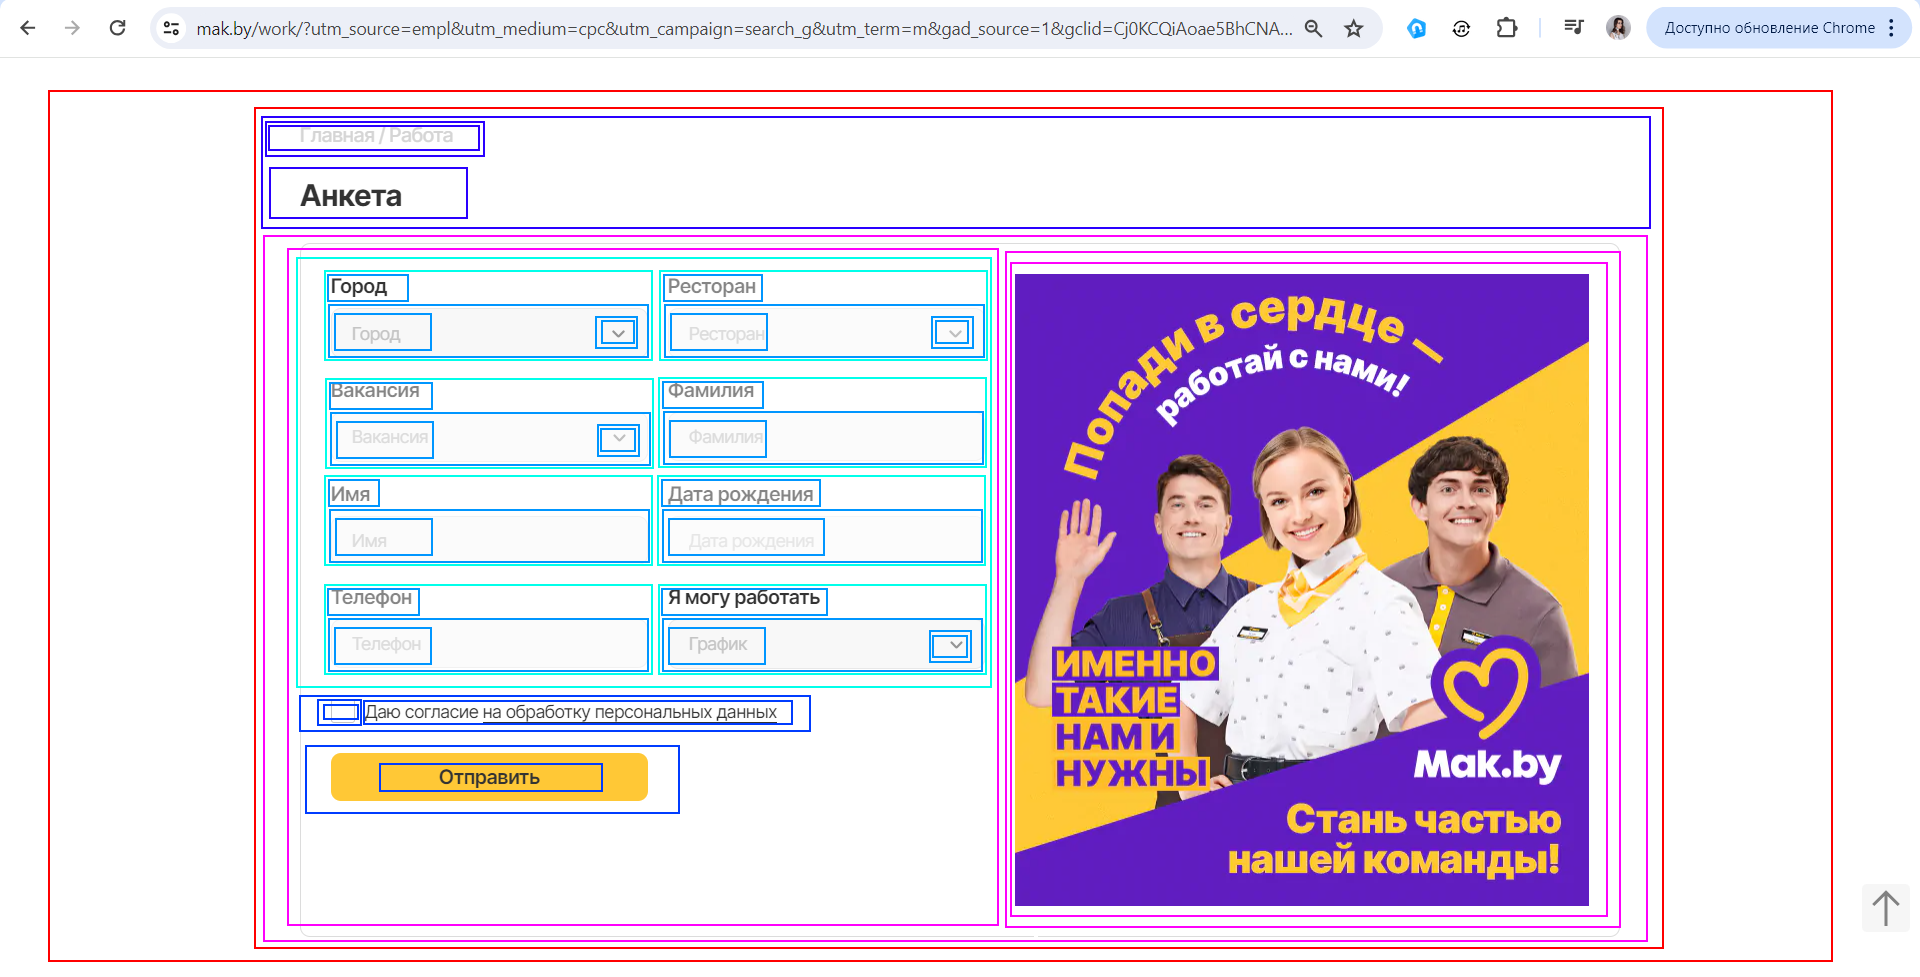 mak.by/work/?utm_source=empl&utm_medium=cpc&utm_campaign=search_g&utm_term=m&gad_source=1&gclid=Cj0KCQiAoae5BhCNA...
Доступно обновление Chrome
Главная / Работа
Анкета
Город
Ресторан
Город
Ресторан
Вакансия
Фамилия
Вакансия
Фамилия
Имя
Дата рождения
Имя
Дата рождения
Телефон
Я могу работать
Телефон
График
Даю согласие на обработку персональных данных
Отправить
Попади в сердце –
работай с нами!
ИМЕННО
ТАКИЕ
НАМ И
НУЖНЫ
Mak.by
Стань частью
нашей команды!